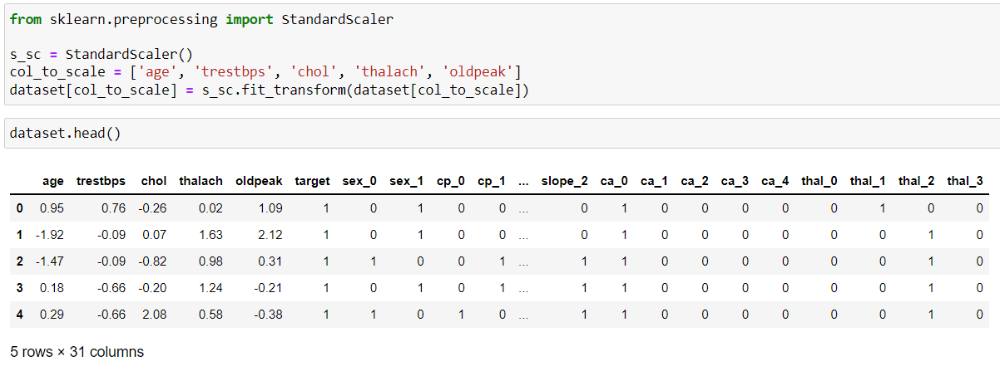 from sklearn.preprocessing import StandardScaler
s_sc = StandardScaler()
col_to_scale = ['age', 'trestbps', 'chol', 'thalach', 'oldpeak']
dataset[col_to_scale] = s_sc.fit_transform(dataset[col_to_scale])
dataset.head()
age trestbps chol thalach oldpeak target sex_0 sex_1 cp_0 cp_1 ... slope_2 ca_0 ca_1 ca_2 ca_3 ca_4 thal_0 thal_1 thal_2 thal_3
0 0.95 0.76 -0.26 0.02 1.09 1 0 1 0 0 ... 0 1 0 0 0 0 0 1 0 0
1 -1.92 -0.09 0.07 1.63 2.12 1 0 1 0 0 ... 0 1 0 0 0 0 0 0 1 0
2 -1.47 -0.09 -0.82 0.98 0.31 1 1 0 0 1 ... 1 1 0 0 0 0 0 0 1 0
3 0.18 -0.66 -0.20 1.24 -0.21 1 0 1 0 1 ... 1 1 0 0 0 0 0 0 1 0
4 0.29 -0.66 2.08 0.58 -0.38 1 1 0 1 0 ... 1 1 0 0 0 0 0 0 1 0
5 rows × 31 columns